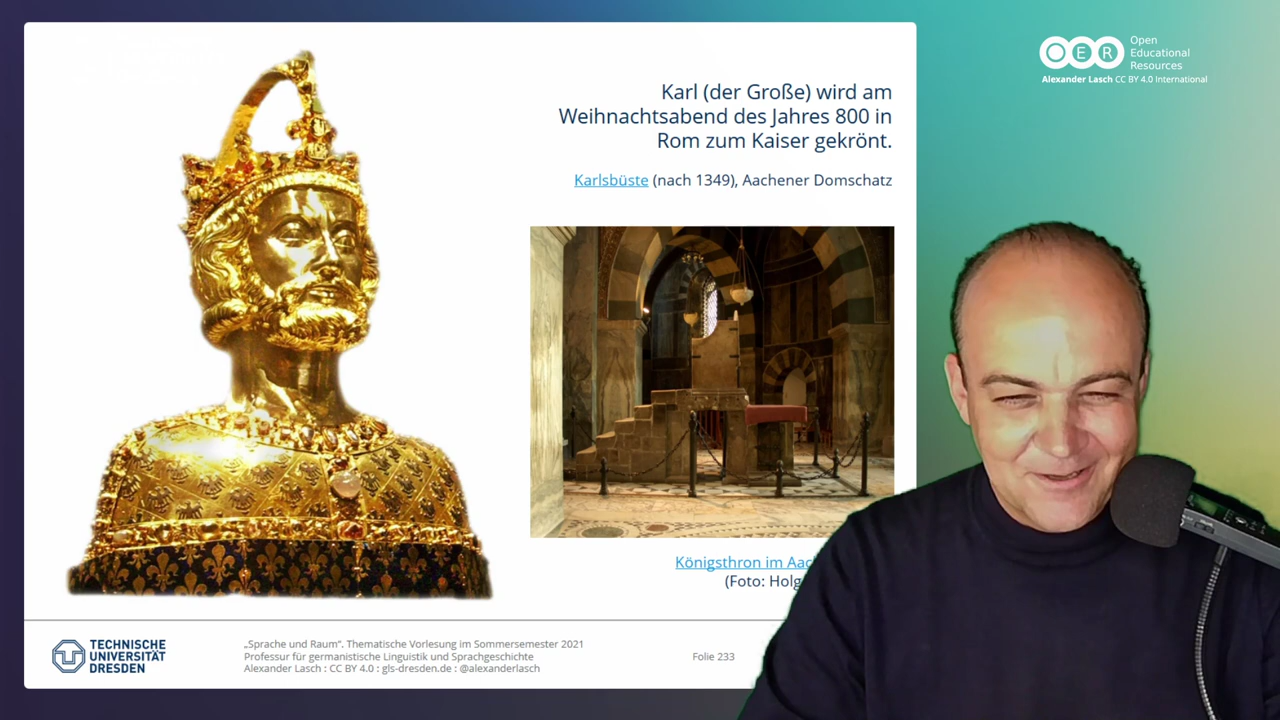 Karl (der Große) wird am
Weihnachtsabend des Jahres 800 in
Rom zum Kaiser gekrönt.
Karlsbüste (nach 1349), Aachener Domschatz
Königsthron im Aac
(Foto: Holg
TECHNISCHE
UNIVERSITÄT
DRESDEN
„Sprache und Raum“. Thematische Vorlesung im Sommersemester 2021
Professur für germanistische Linguistik und Sprachgeschichte
Alexander Lasch : CC BY 4.0 : gls-dresden.de : @alexanderlasch
Folie 233
OER
Open
Educational
Resources
Alexander Lasch CC BY 4.0 International